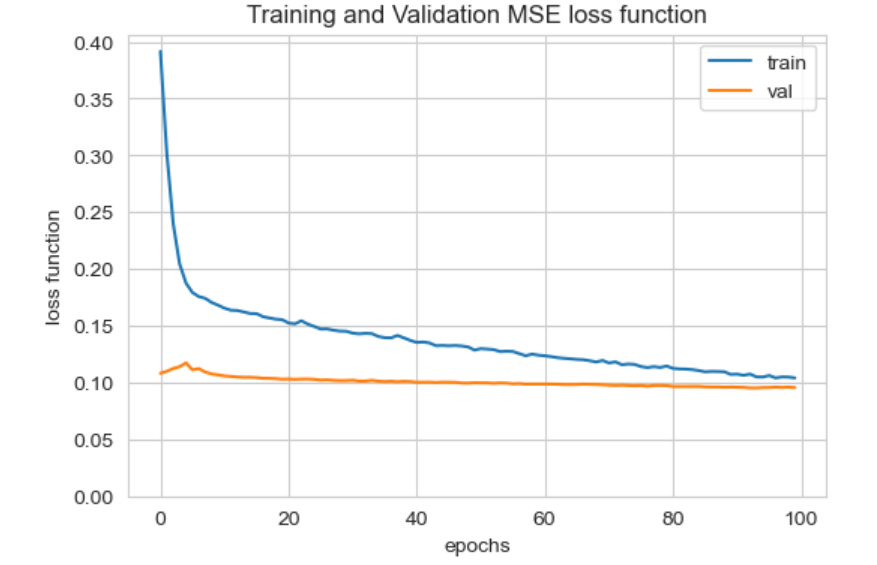 Training and Validation MSE loss function
0.40
0.35
0.30
0.25
0.20
0.15
0.10
0.05
0.00
loss function
train
val
0 20 40 60 80 100
epochs